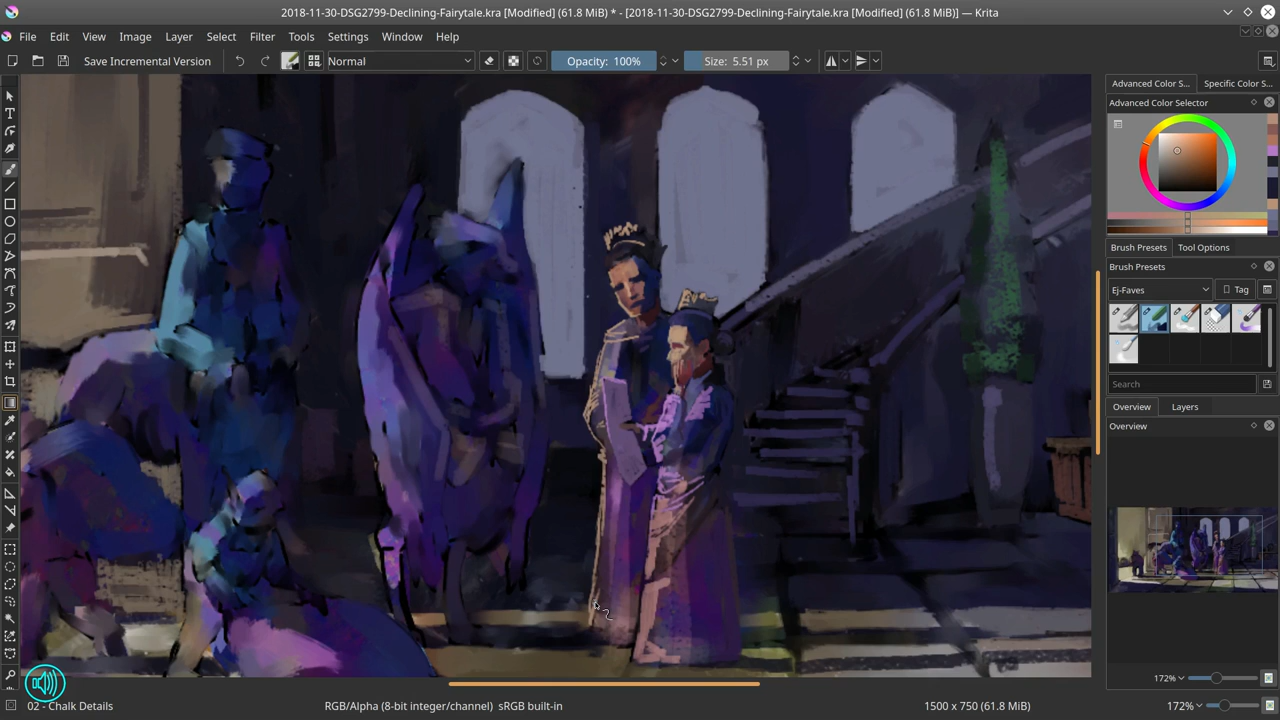 2018-11-30-DSG2799-Declining-Fairytale.kra [Modified] (61.8 MiB) * - [2018-11-30-DSG2799-Declining-Fairytale.kra [Modified] (61.8 MiB)] — Krita
File Edit View Image Layer Select Filter Tools Settings Window Help
Save Incremental Version Normal Opacity: 100% Size: 5.51 px
Advanced Color S... Specific Color S...
Advanced Color Selector
Brush Presets Tool Options
Brush Presets
Ej-Faves Tag
Search
Overview Layers
Overview
172%
02 - Chalk Details RGB/Alpha (8-bit integer/channel) sRGB built-in 1500 x 750 (61.8 MiB) 172%